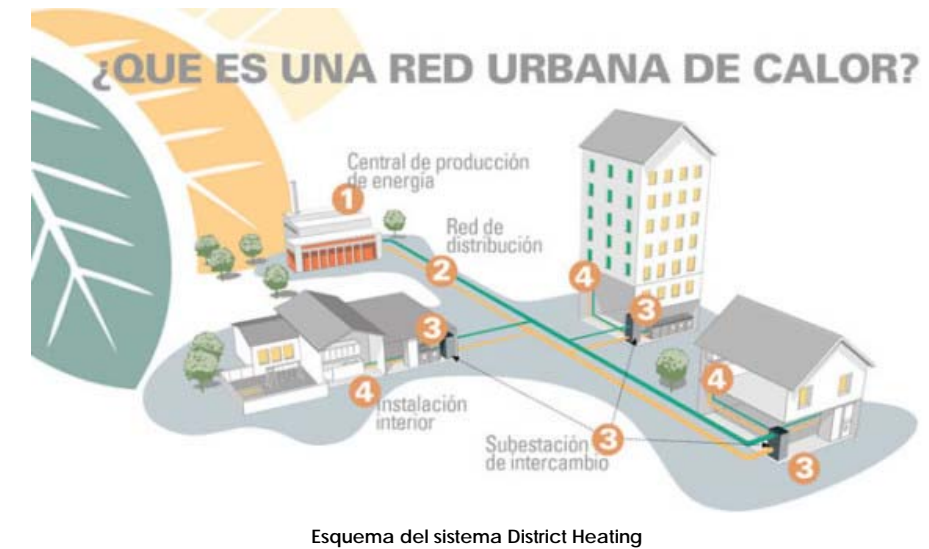 ¿QUE ES UNA RED URBANA DE CALOR?
Central de producción
de energía
1
Red de
distribución
2
4
3
3
4
4
Instalación
interior
Subestación
de intercambio
3
3
Esquema del sistema District Heating